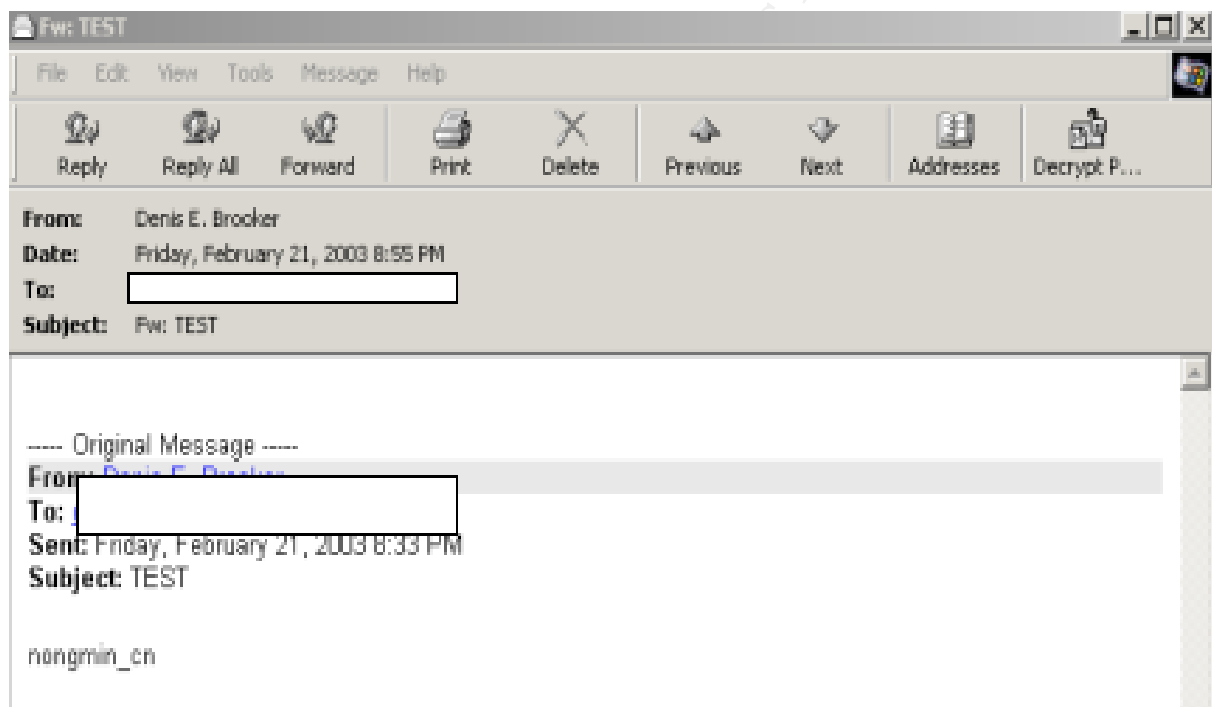 Fw: TEST
File Edit View Tools Message Help
Reply Reply All Forward Print Delete Previous Next Addresses Decrypt P...
From: Denis E. Brocker
Date: Friday, February 21, 2003 8:55 PM
To:
Subject: Fw: TEST
----- Original Message -----
From:
To:
Sent: Friday, February 21, 2003 8:33 PM
Subject: TEST
nongmin_cn